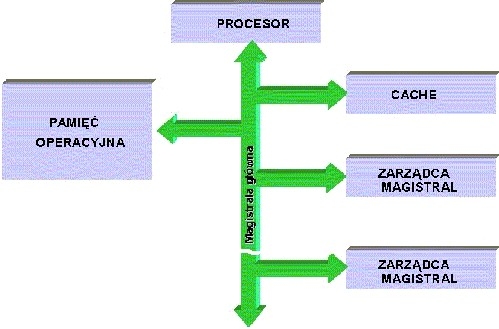 PROCESOR
PAMIĘĆ
OPERACYJNA
CACHE
Magistrala główna
ZARZĄDCA
MAGISTRAL
ZARZĄDCA
MAGISTRAL